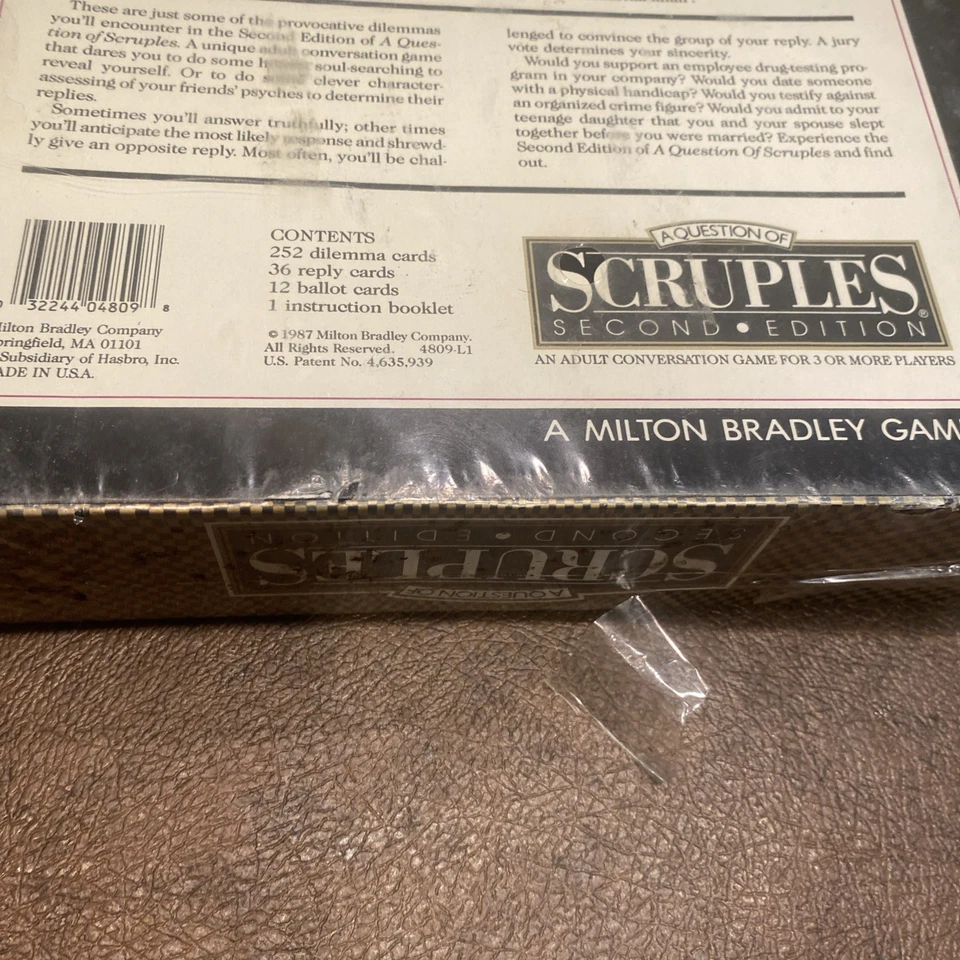 These are just some of the provocative dilemmas
you'll encounter in the Second Edition of A Ques-
tion of Scruples. A unique adult conversation game
that dares you to do some soul-searching to
reveal yourself. Or to do clever character-
assessing of your friends' psyches to determine their
replies.
Sometimes you'll answer truthfully; other times
you'll anticipate the most likely response and shrewd-
ly give an opposite reply. Most often, you'll be chal-
lenged to convince the group of your reply. A jury
vote determines your sincerity.
Would you support an employee drug-testing pro-
gram in your company? Would you date someone
with a physical handicap? Would you testify against
an organized crime figure? Would you admit to your
teenage daughter that you and your spouse slept
together before you were married? Experience the
Second Edition of A Question Of Scruples and find
out.
32244 04809 8
ilton Bradley Company
pringfield, MA 01101
Subsidiary of Hasbro, Inc.
ADE IN U.S.A.
CONTENTS
252 dilemma cards
36 reply cards
12 ballot cards
1 instruction booklet
© 1987 Milton Bradley Company.
All Rights Reserved. 4809-L1
U.S. Patent No. 4,635,939
A QUESTION OF
SCRUPLES®
SECOND • EDITION
AN ADULT CONVERSATION GAME FOR 3 OR MORE PLAYERS
A MILTON BRADLEY GAM
A QUESTION OF
SCRUPLES
SECOND • EDITION